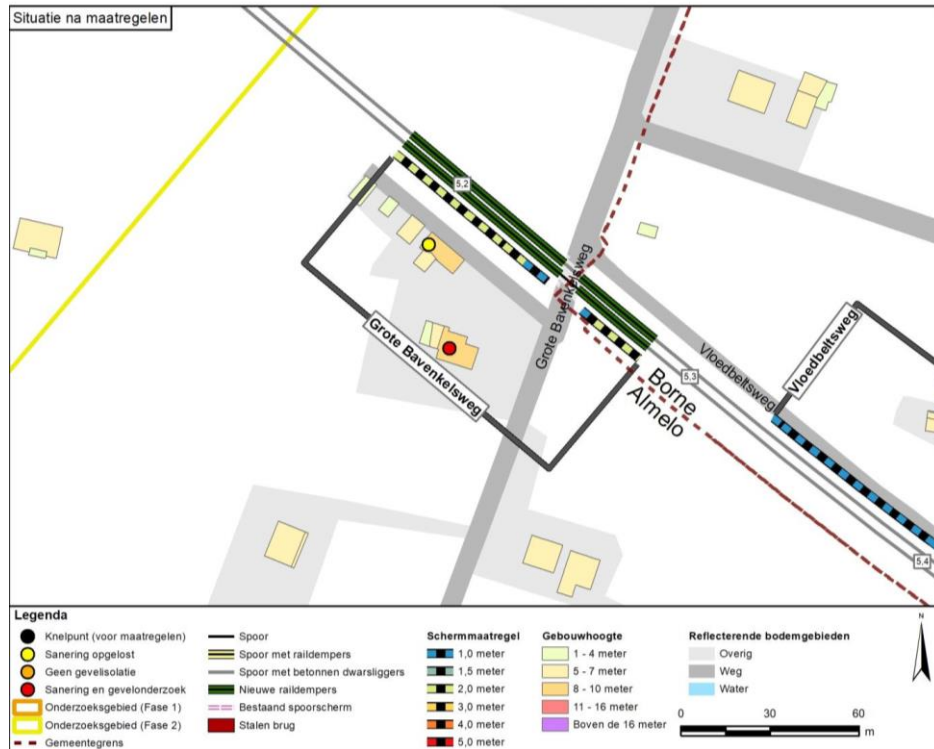 Situatie na maatregelen
5,2
Grote Bavenkelsweg
Grote Bavenkelsweg
Vloedbeltsweg
Vloedbeltsweg
5,3
Borne
Almelo
5,4
Legenda
Knelpunt (voor maatregelen)
Sanering opgelost
Geen gevelisolatie
Sanering en gevelonderzoek
Onderzoeksgebied (Fase 1)
Onderzoeksgebied (Fase 2)
Gemeentegrens
Spoor
Spoor met raildempers
Spoor met betonnen dwarsliggers
Nieuwe raildempers
Bestaand spoorscherm
Stalen brug
Schermmaatregel
1,0 meter
1,5 meter
2,0 meter
3,0 meter
4,0 meter
5,0 meter
Gebouwhoogte
1 - 4 meter
5 - 7 meter
8 - 10 meter
11 - 16 meter
Boven de 16 meter
Reflecterende bodemgebieden
Overig
Weg
Water
N
0 30 60
m